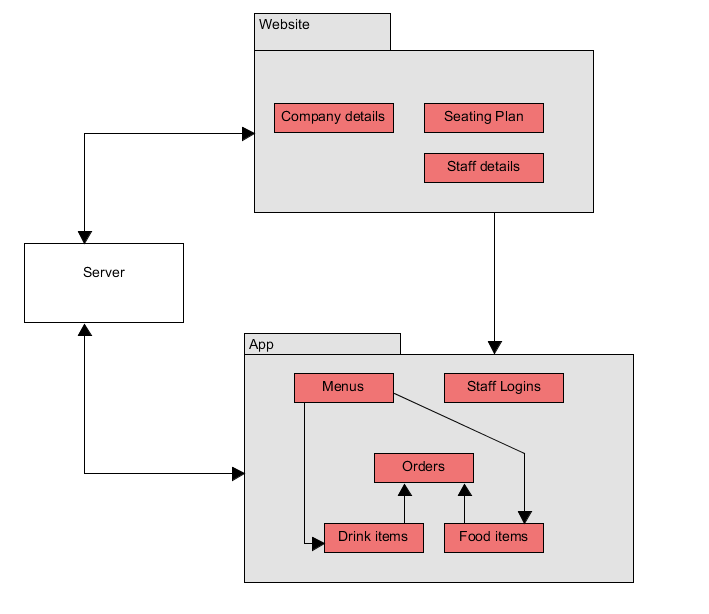 Website
Company details
Seating Plan
Staff details
Server
App
Menus
Staff Logins
Orders
Drink items
Food items